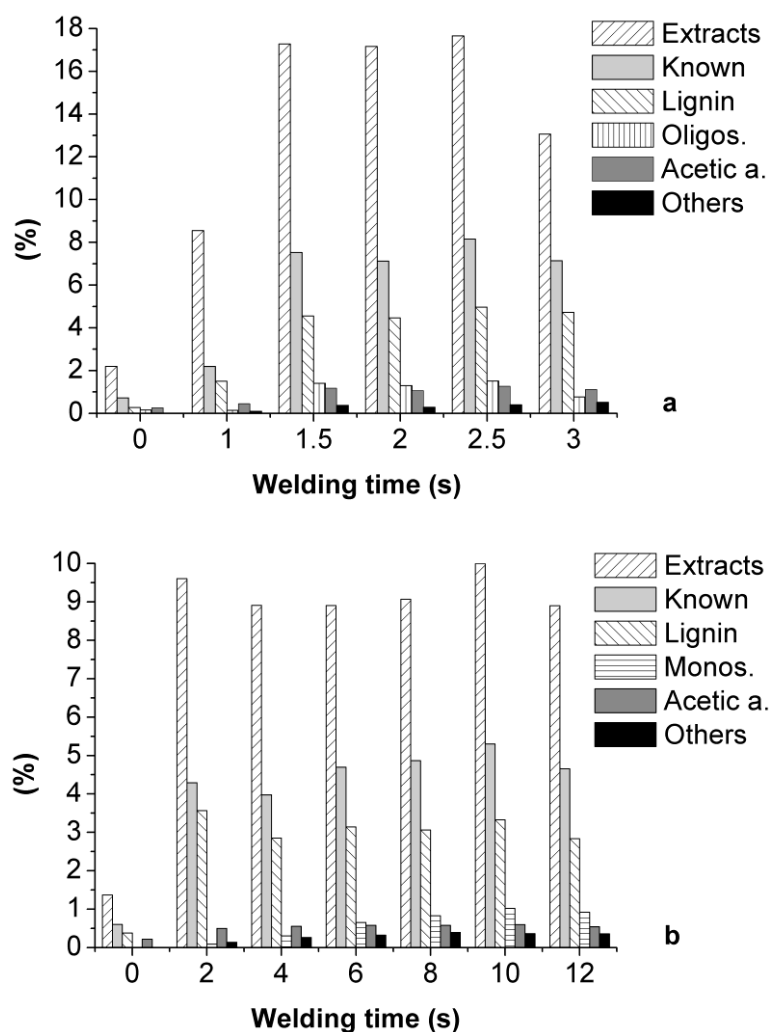 18
16
14
12
10
8
6
4
2
0
(%)
Extracts
Known
Lignin
Oligos.
Acetic a.
Others
a
0 1 1.5 2 2.5 3
Welding time (s)
10
9
8
7
6
5
4
3
2
1
0
(%)
Extracts
Known
Lignin
Monos.
Acetic a.
Others
b
0 2 4 6 8 10 12
Welding time (s)